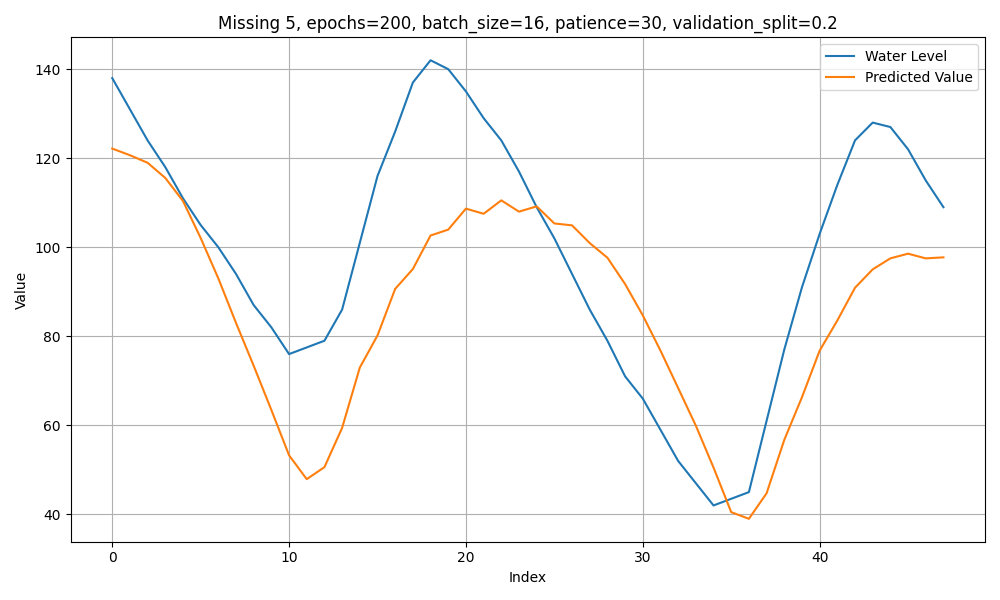 Missing 5, epochs=200, batch_size=16, patience=30, validation_split=0.2
Water Level
Predicted Value
Value
140
120
100
80
60
40
0 10 20 30 40
Index